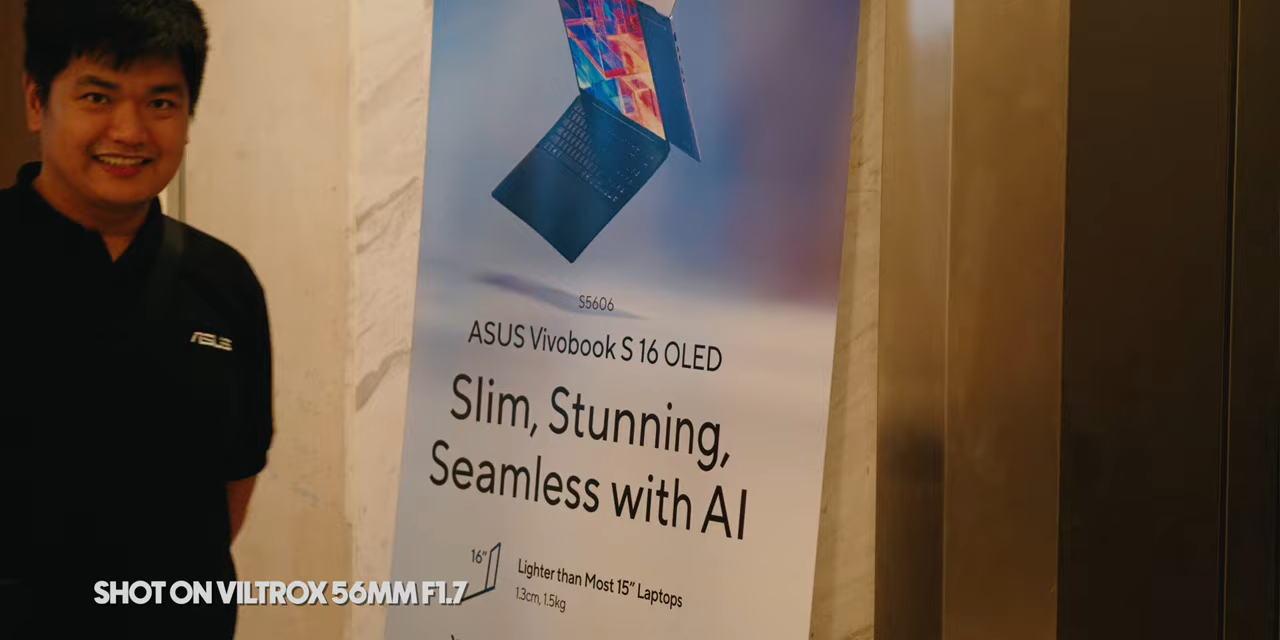 ASUS
S5606
ASUS Vivobook S 16 OLED
Slim, Stunning,
Seamless with AI
16"
Lighter than Most 15" Laptops
1.3cm, 1.5kg
SHOT ON VILTROX 56MM F1.7